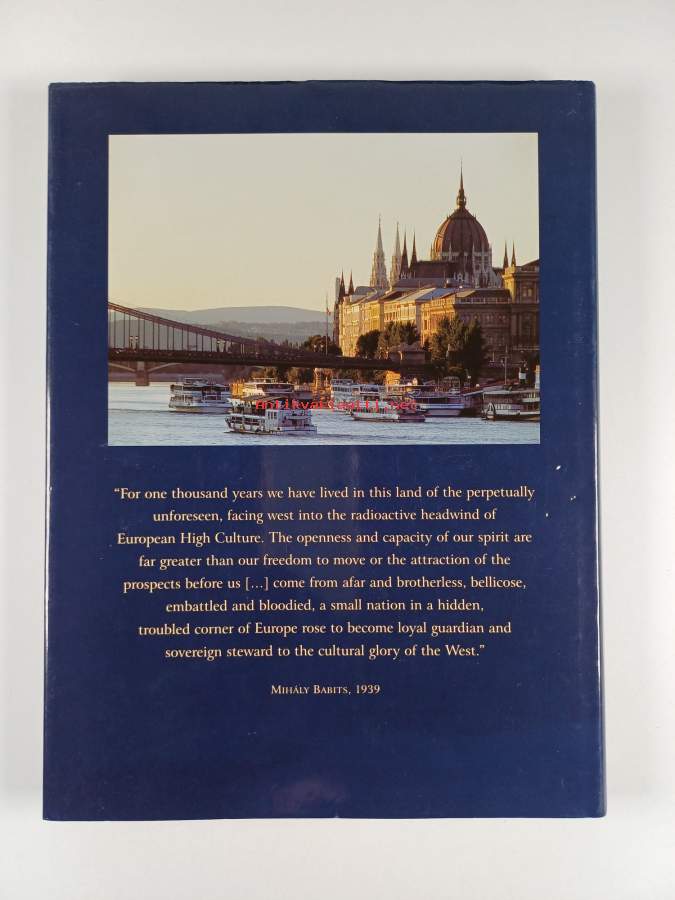 antikvariaatti.net
“For one thousand years we have lived in this land of the perpetually
unforeseen, facing west into the radioactive headwind of
European High Culture. The openness and capacity of our spirit are
far greater than our freedom to move or the attraction of the
prospects before us [...] come from afar and brotherless, bellicose,
embattled and bloodied, a small nation in a hidden,
troubled corner of Europe rose to become loyal guardian and
sovereign steward to the cultural glory of the West.”
MIHÁLY BABITS, 1939